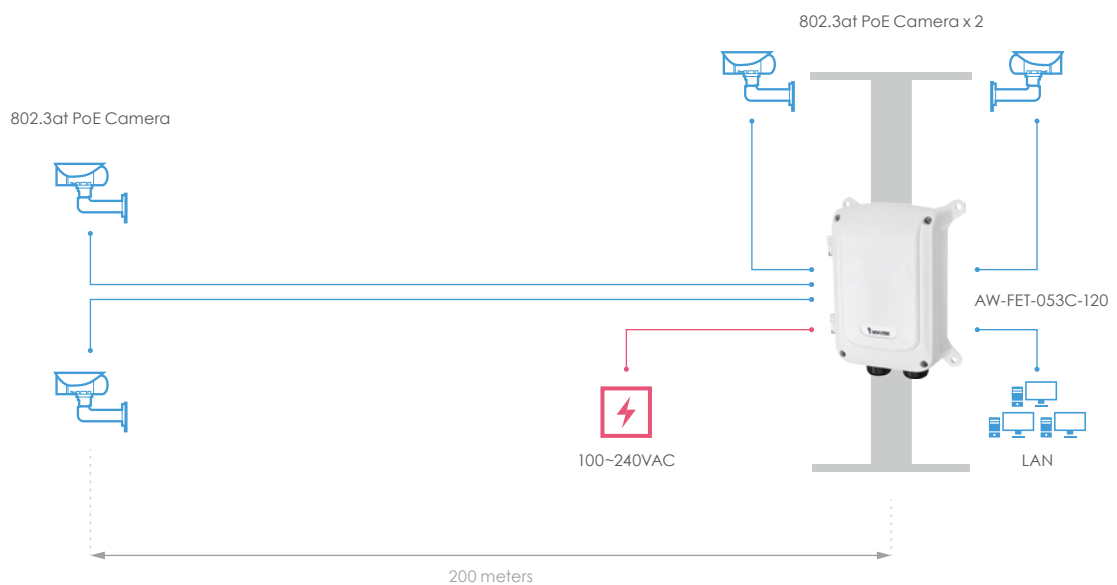 802.3at PoE Camera x 2
802.3at PoE Camera
AW-FET-053C-120
100~240VAC
LAN
200 meters